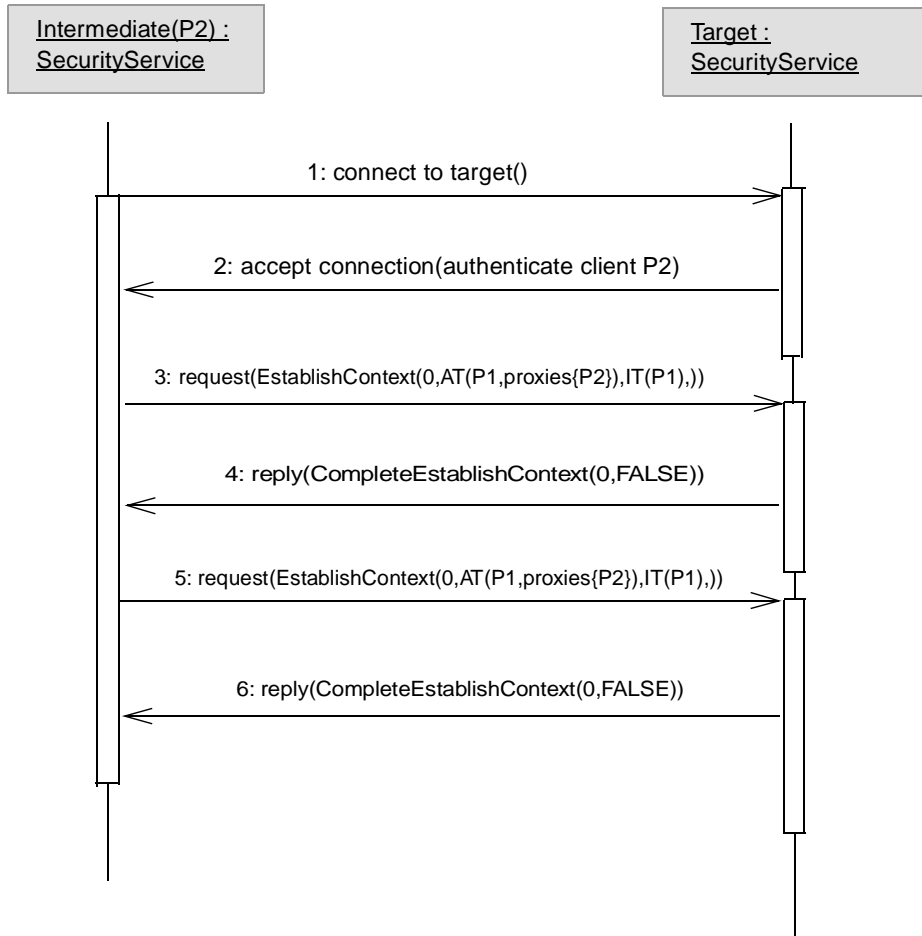 Intermediate(P2) :
SecurityService
Target :
SecurityService
1: connect to target()
2: accept connection(authenticate client P2)
3: request(EstablishContext(0,AT(P1,proxies{P2}),IT(P1),))
4: reply(CompleteEstablishContext(0,FALSE))
5: request(EstablishContext(0,AT(P1,proxies{P2}),IT(P1),))
6: reply(CompleteEstablishContext(0,FALSE))